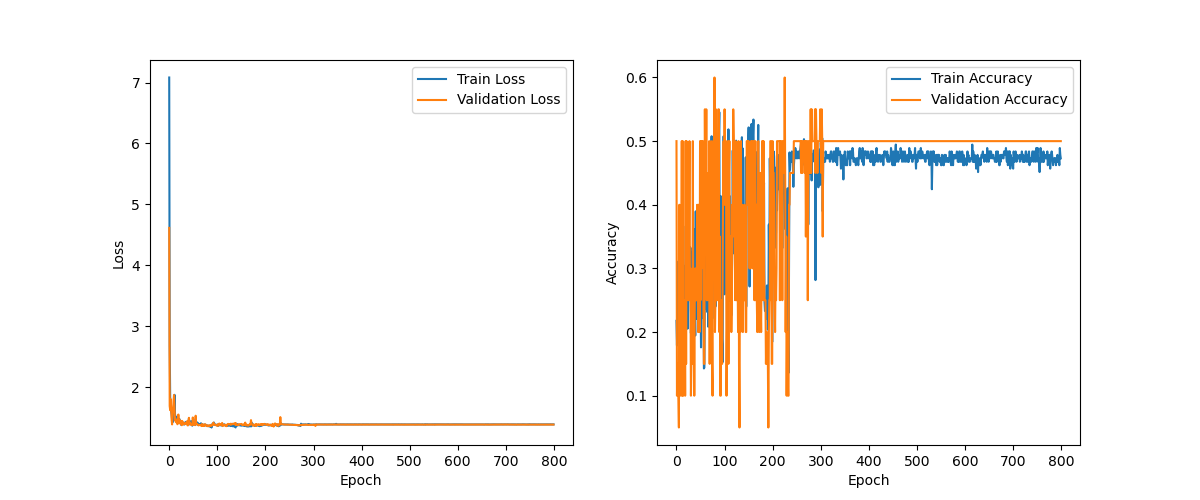 Train Loss
Validation Loss
7
6
5
4
3
2
0 100 200 300 400 500 600 700 800
Epoch
Loss
Train Accuracy
Validation Accuracy
0.6
0.5
0.4
0.3
0.2
0.1
0 100 200 300 400 500 600 700 800
Epoch
Accuracy